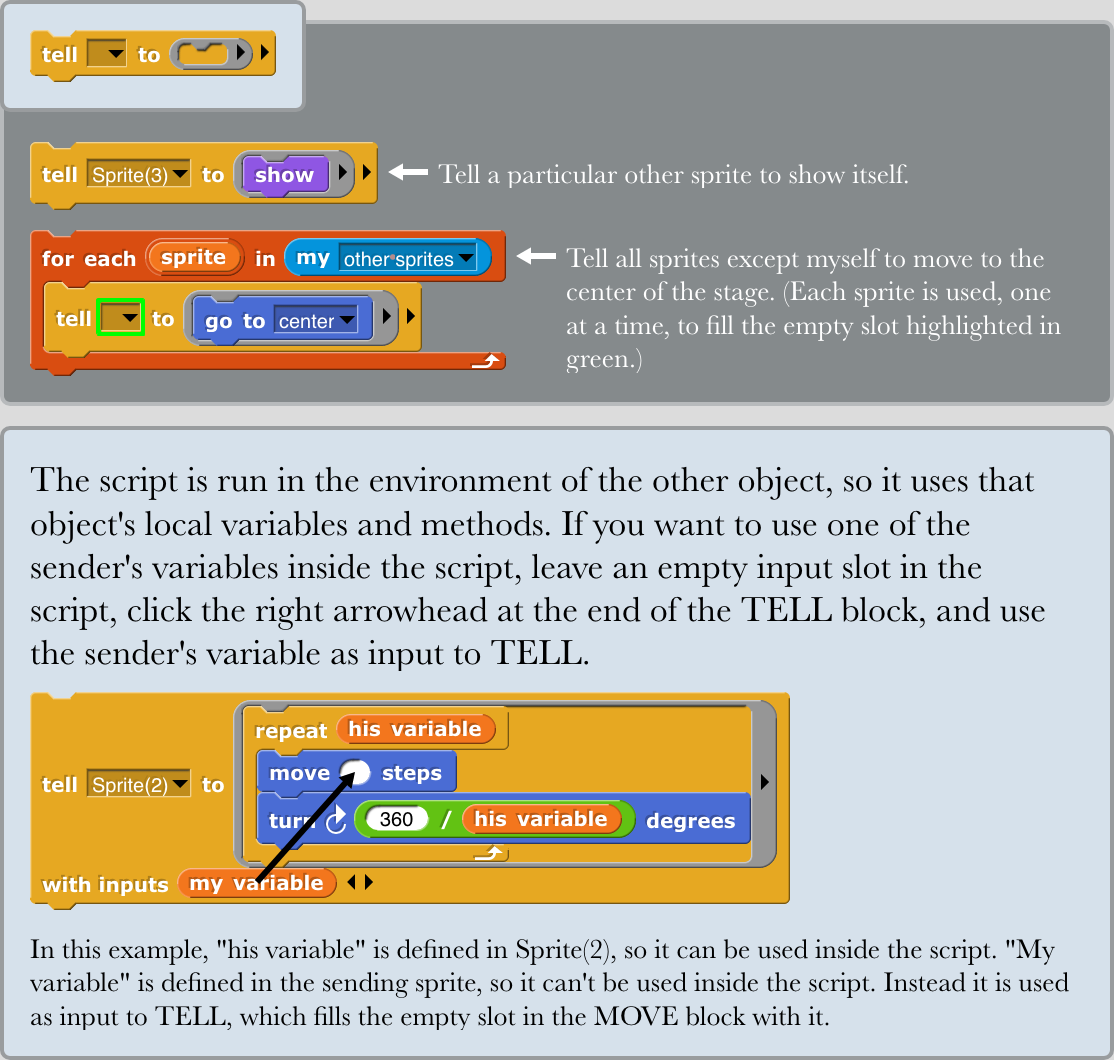 tell to
tell Sprite(3) to show
Tell a particular other sprite to show itself.
for each sprite in my other sprites
tell to go to center
Tell all sprites except myself to move to the
center of the stage. (Each sprite is used, one
at a time, to fill the empty slot highlighted in
green.)
The script is run in the environment of the other object, so it uses that
object's local variables and methods. If you want to use one of the
sender's variables inside the script, leave an empty input slot in the
script, click the right arrowhead at the end of the TELL block, and use
the sender's variable as input to TELL.
repeat his variable
move steps
tell Sprite(2) to
turn 360 / his variable degrees
with inputs my variable
In this example, "his variable" is defined in Sprite(2), so it can be used inside the script. "My
variable" is defined in the sending sprite, so it can't be used inside the script. Instead it is used
as input to TELL, which fills the empty slot in the MOVE block with it.